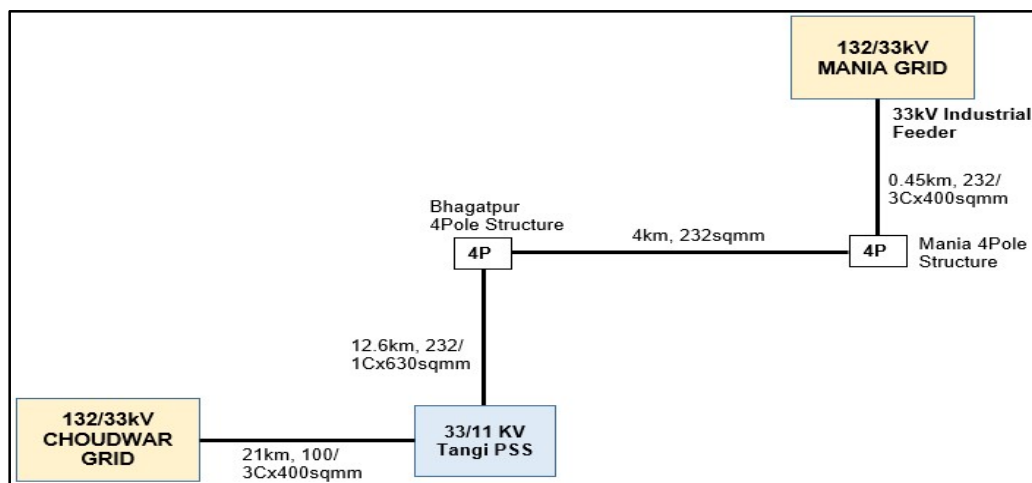 132/33kV
MANIA GRID
33kV Industrial
Feeder
0.45km, 232/
3Cx400sqmm
Bhagatpur
4Pole Structure
4km, 232sqmm
4P
4P
Mania 4Pole
Structure
12.6km, 232/
1Cx630sqmm
132/33kV
CHOUDWAR
GRID
33/11 KV
Tangi PSS
21km, 100/
3Cx400sqmm